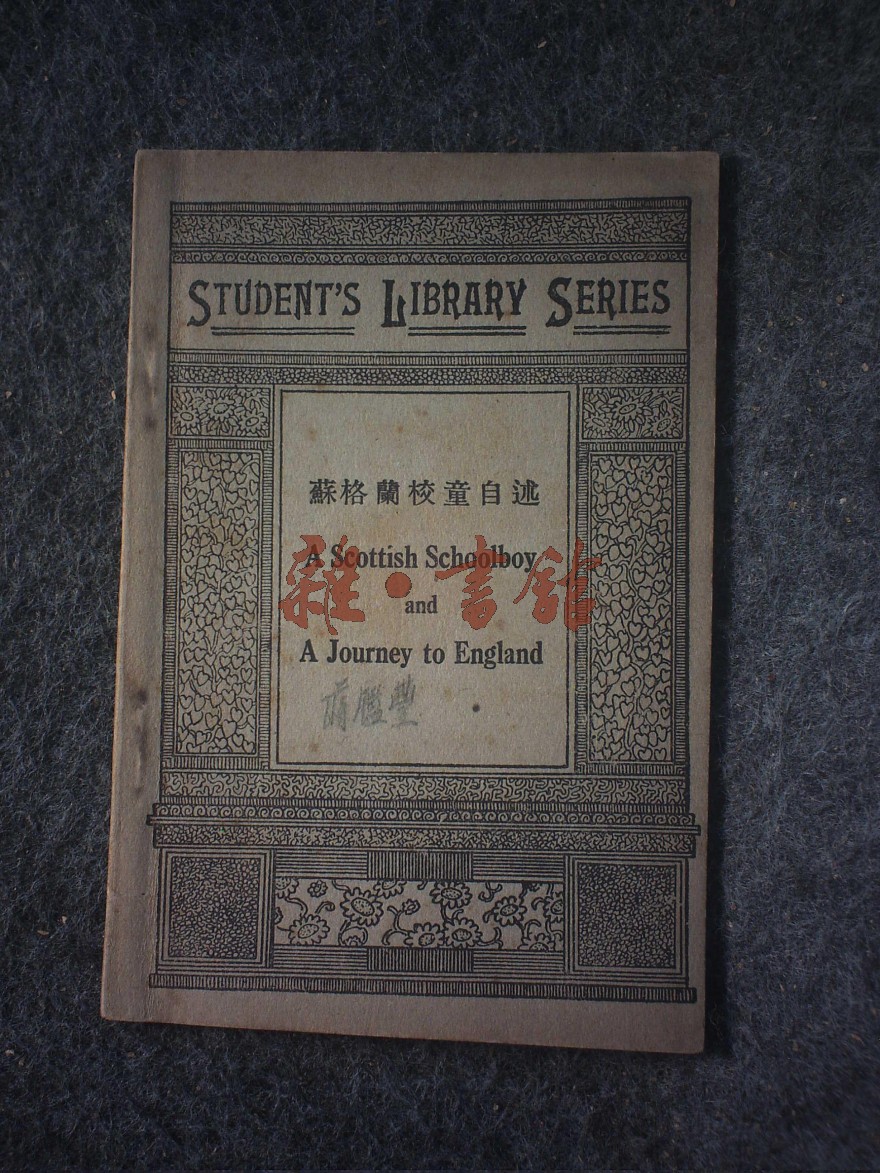 STUDENT'S LIBRARY SERIES
蘇格蘭校童自述
A Scottish Schoolboy
and
A Journey to England
雜·書館